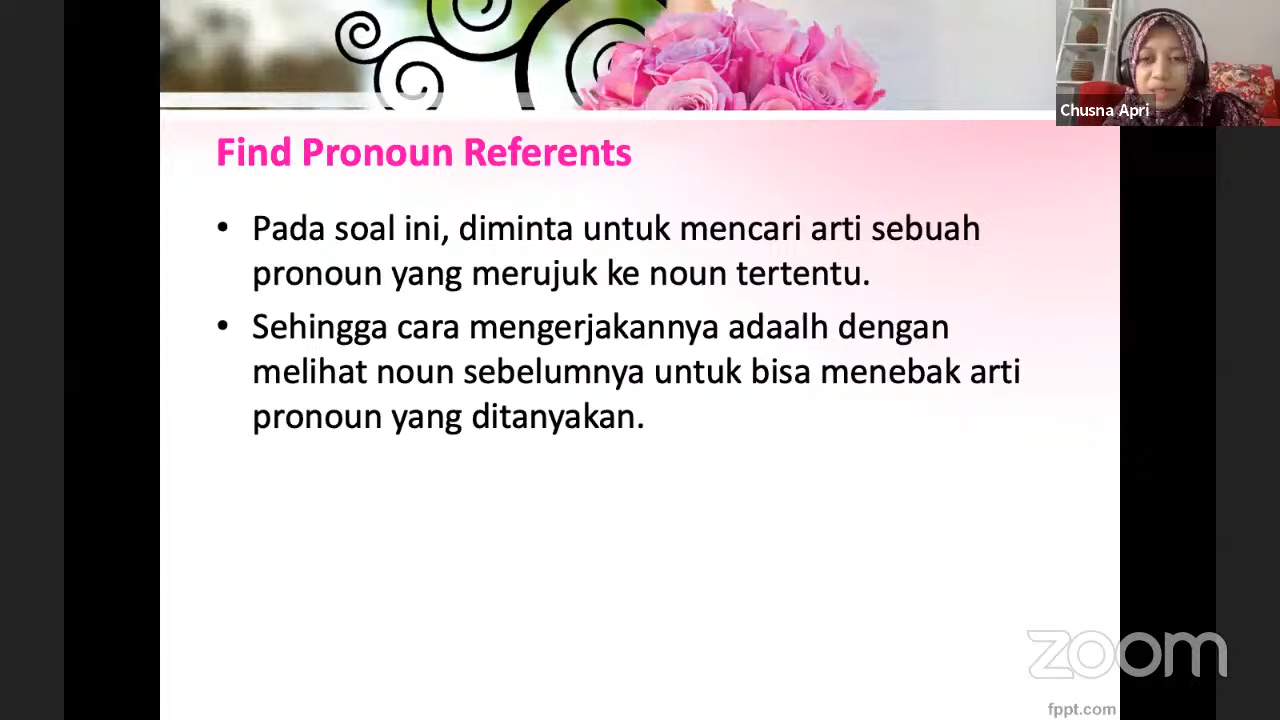 Chusna Apri
Find Pronoun Referents
• Pada soal ini, diminta untuk mencari arti sebuah
pronoun yang merujuk ke noun tertentu.
• Sehingga cara mengerjakannya adaalh dengan
melihat noun sebelumnya untuk bisa menebak arti
pronoun yang ditanyakan.
zoom
fppt.com